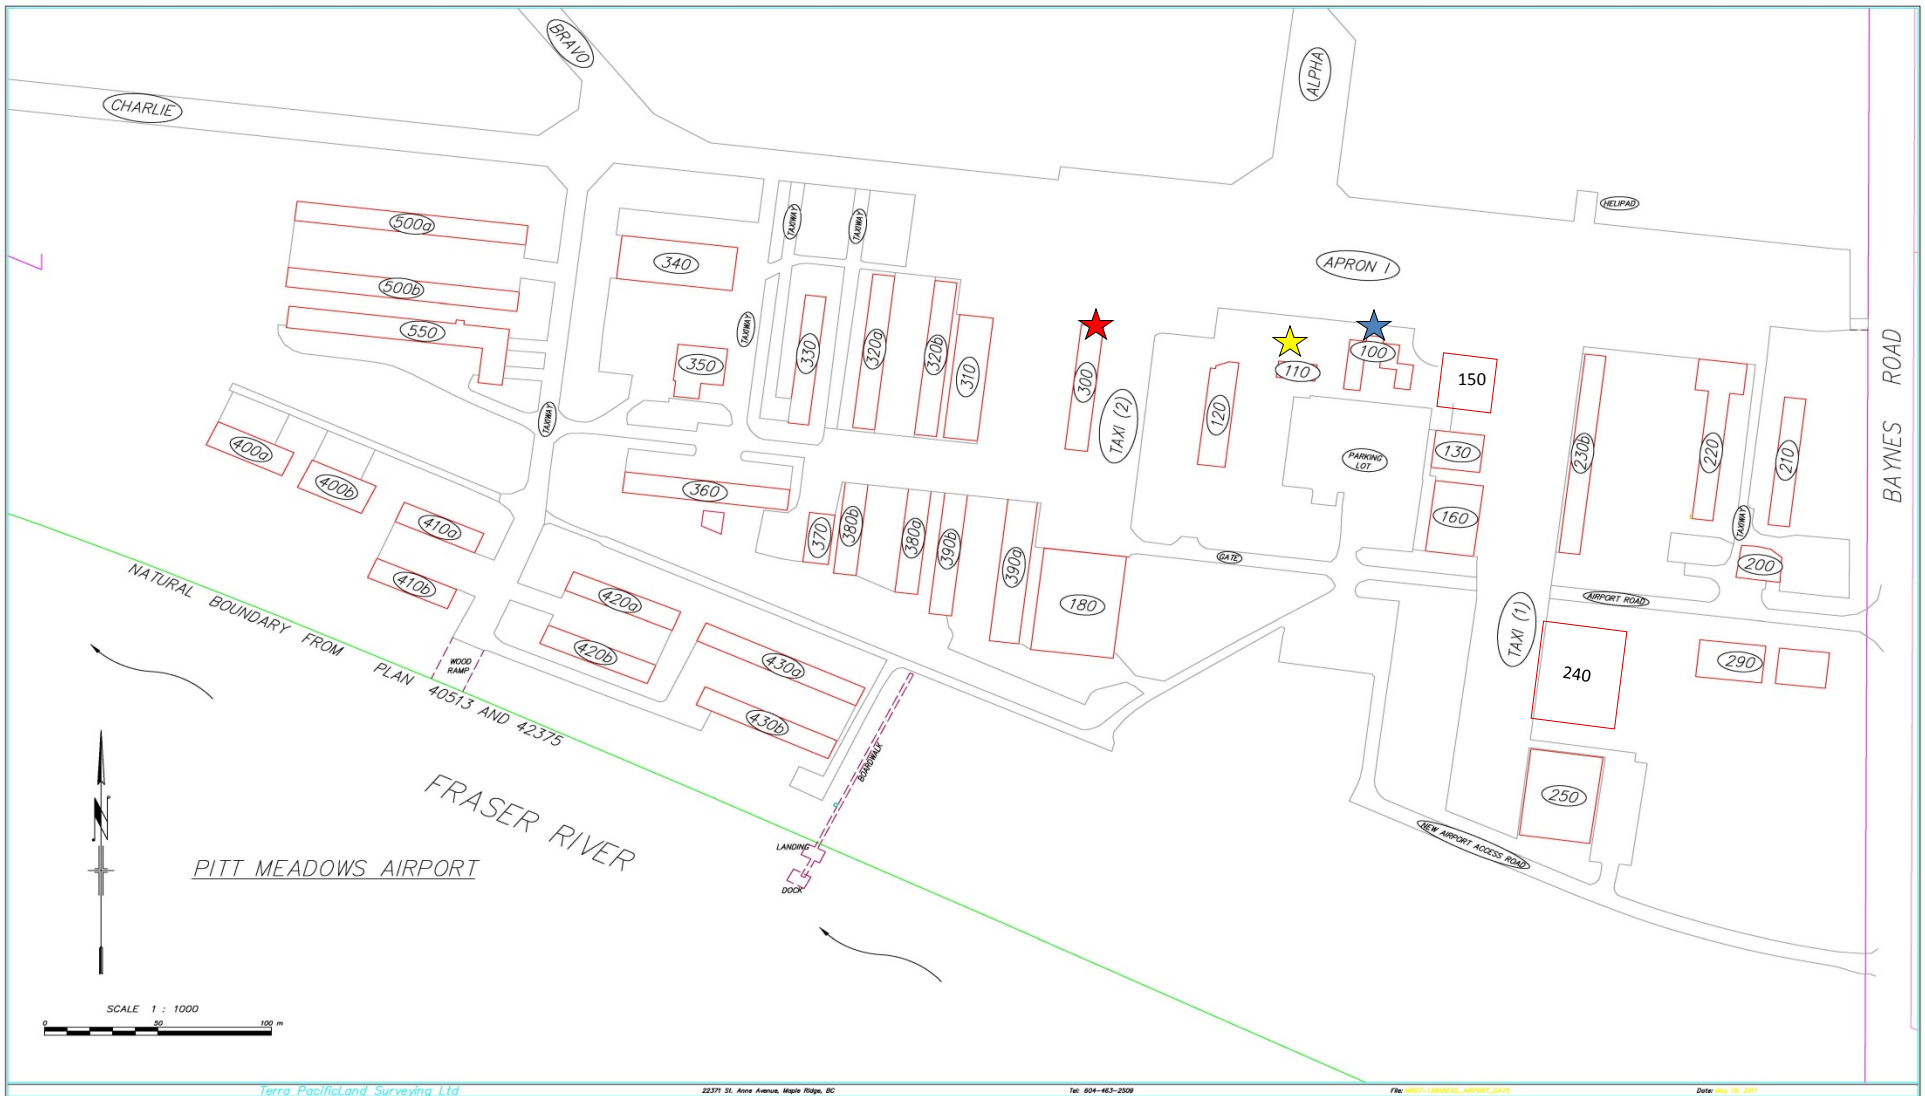 BRAVO
ALPHA
CHARLIE
HELIPAD
500a
TAXIWAY
TAXIWAY
340
APRON I
500b
550
TAXIWAY
350
330
320a
320b
310
300
110
100
150
BAYNES ROAD
TAXIWAY
TAXI (2)
120
400a
PARKING
LOT
130
230b
220
210
400b
360
160
410a
370
380b
380a
390b
390a
GATE
TAXIWAY
200
410b
420a
180
AIRPORT ROAD
NATURAL BOUNDARY FROM PLAN 40513 AND 42375
TAXI (1)
420b
WOOD
RAMP
430a
290
240
430b
BOARDWALK
250
FRASER RIVER
NEW AIRPORT ACCESS ROAD
LANDING
DOCK
N
PITT MEADOWS AIRPORT
SCALE 1 : 1000
0 50 100 m
Terra PacificLand Surveying Ltd
22371 St. Anne Avenue, Maple Ridge, BC
Tel: 604-463-2509
File:
Date: